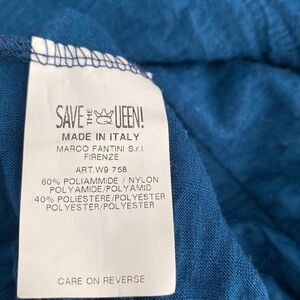 SAVE THE QUEEN!
MADE IN ITALY
MARCO FANTINI S.r.l
FIRENZE
ART.W9 758
60% POLIAMMIDE / NYLON
POLYAMIDE/POLYAMID
40% POLIESTERE/POLYESTER
POLYESTER/POLYESTER
CARE ON REVERSE